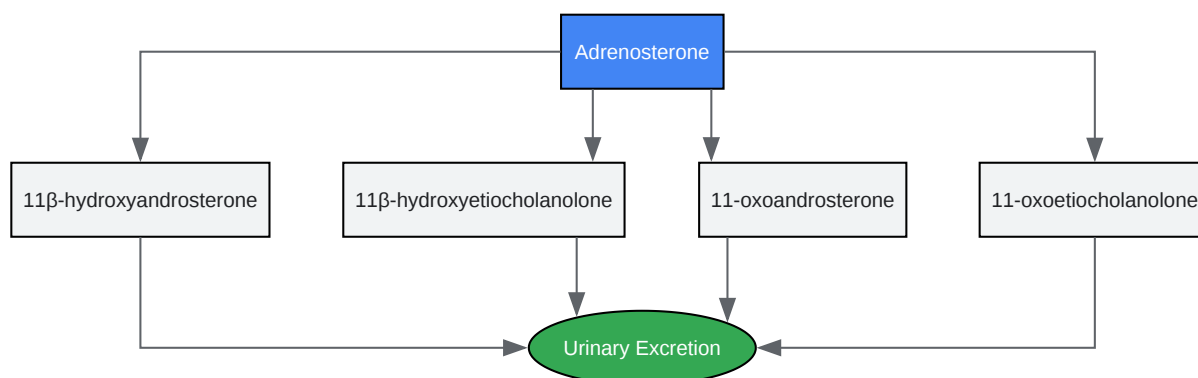 Adrenosterone
11β-hydroxyandrosterone
11β-hydroxyetiocholanolone
11-oxoandrosterone
11-oxoetiocholanolone
Urinary Excretion